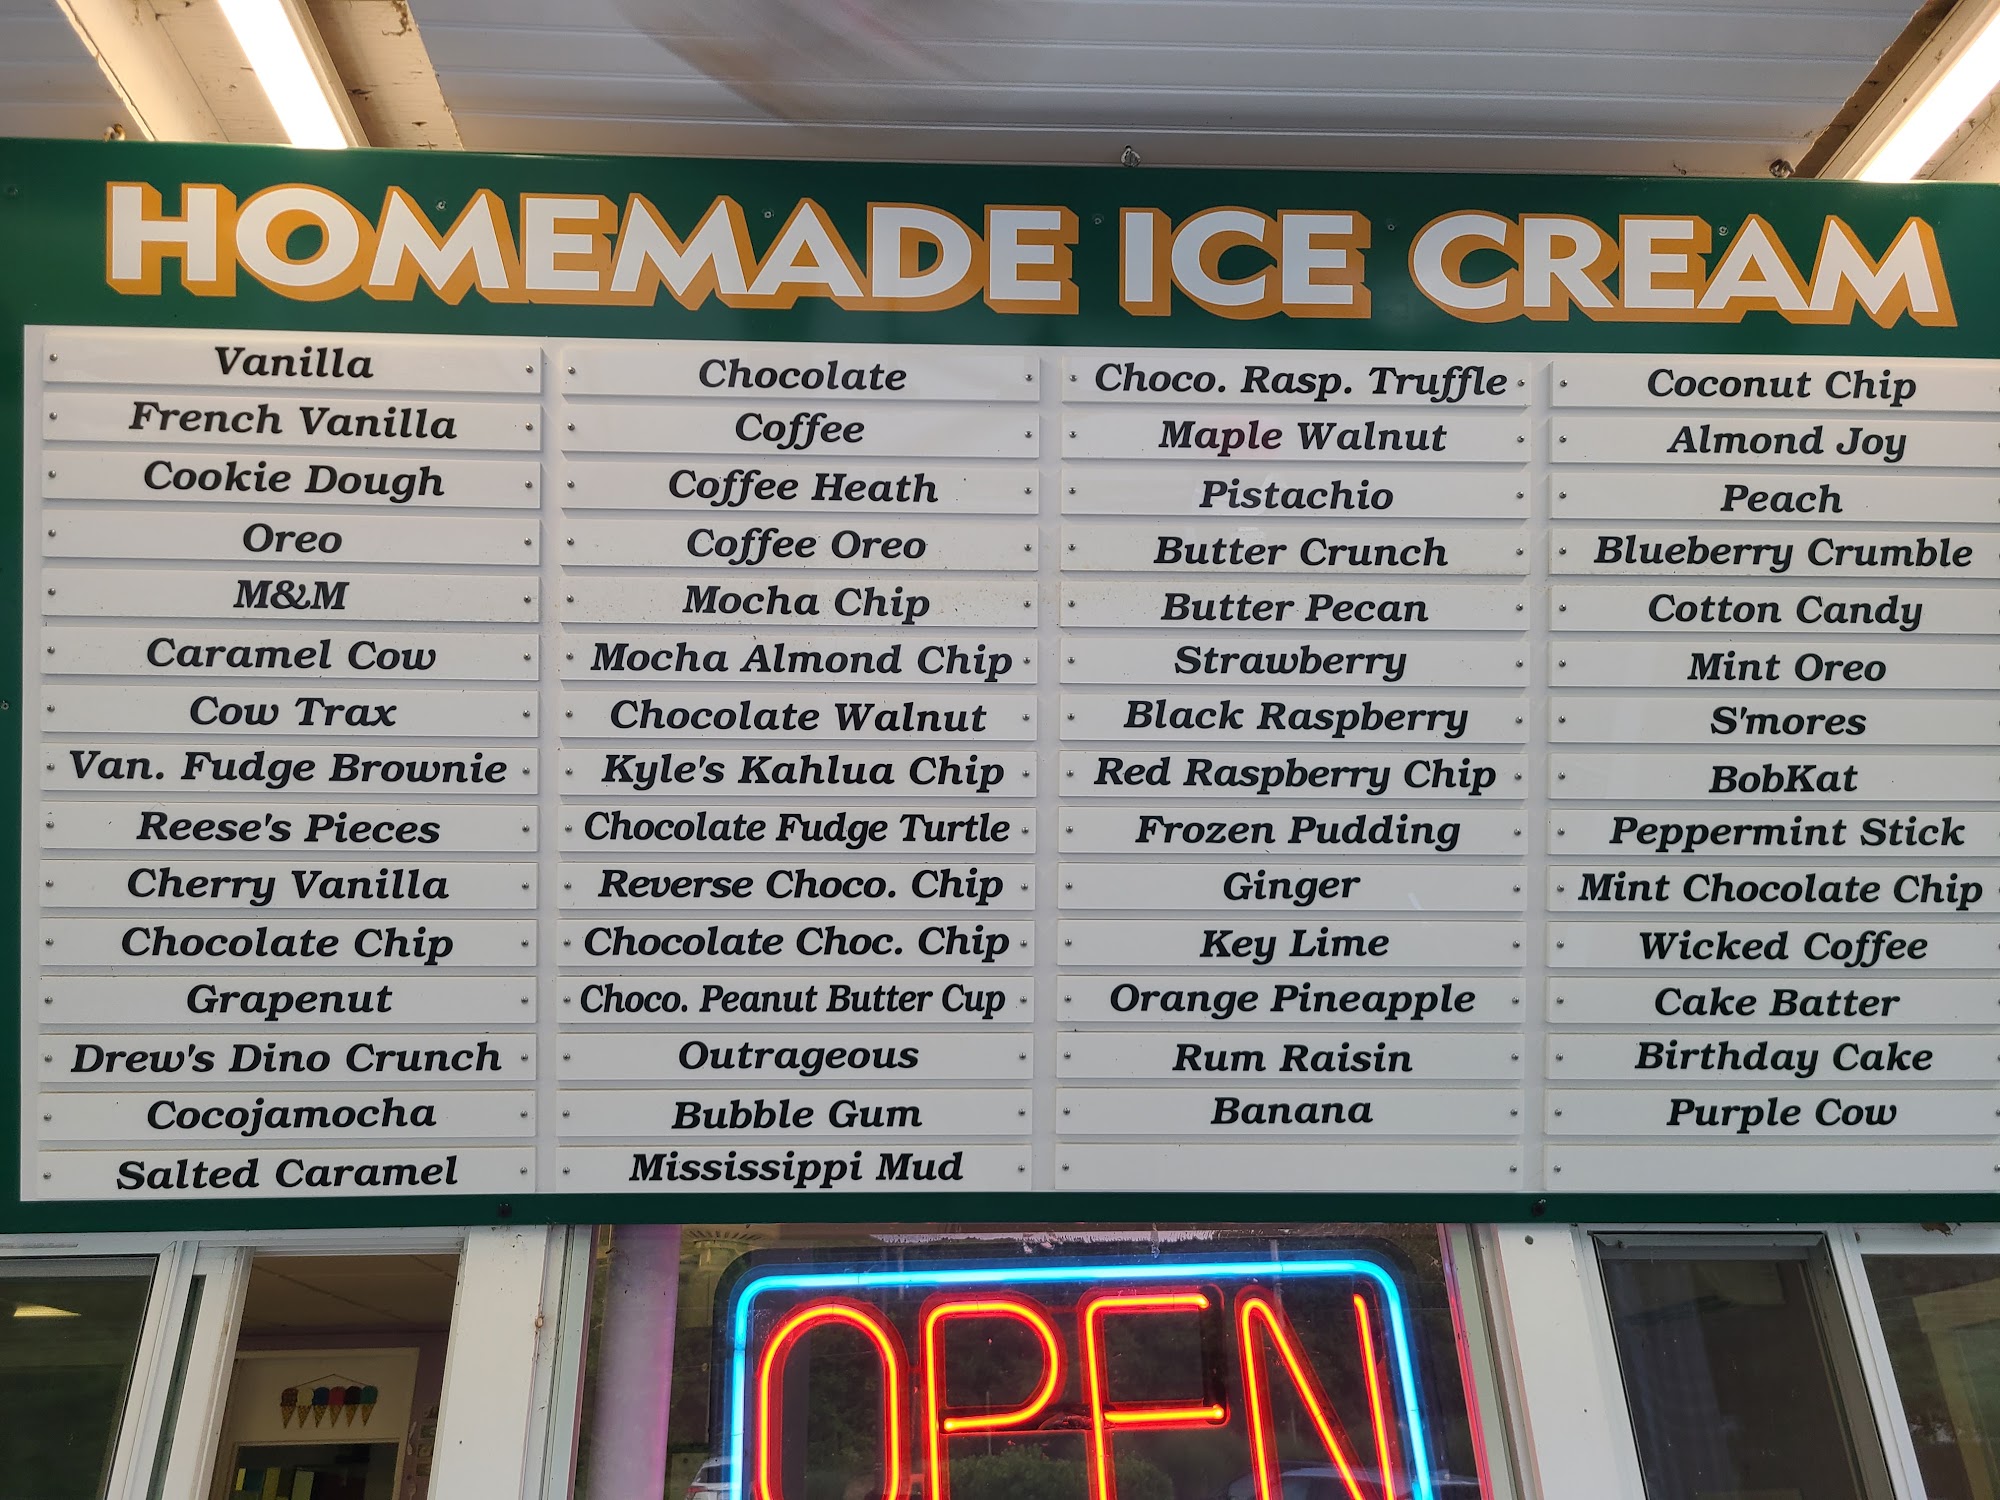 HOMEMADE ICE CREAM
Vanilla
French Vanilla
Cookie Dough
Oreo
M&M
Caramel Cow
Cow Trax
Van. Fudge Brownie
Reese's Pieces
Cherry Vanilla
Chocolate Chip
Grapenut
Drew's Dino Crunch
Cocojamocha
Salted Caramel
Chocolate
Coffee
Coffee Heath
Coffee Oreo
Mocha Chip
Mocha Almond Chip
Chocolate Walnut
Kyle's Kahlua Chip
Chocolate Fudge Turtle
Reverse Choco. Chip
Chocolate Choc. Chip
Choco. Peanut Butter Cup
Outrageous
Bubble Gum
Mississippi Mud
Choco. Rasp. Truffle
Maple Walnut
Pistachio
Butter Crunch
Butter Pecan
Strawberry
Black Raspberry
Red Raspberry Chip
Frozen Pudding
Ginger
Key Lime
Orange Pineapple
Rum Raisin
Banana
Coconut Chip
Almond Joy
Peach
Blueberry Crumble
Cotton Candy
Mint Oreo
S'mores
BobKat
Peppermint Stick
Mint Chocolate Chip
Wicked Coffee
Cake Batter
Birthday Cake
Purple Cow
OPEN